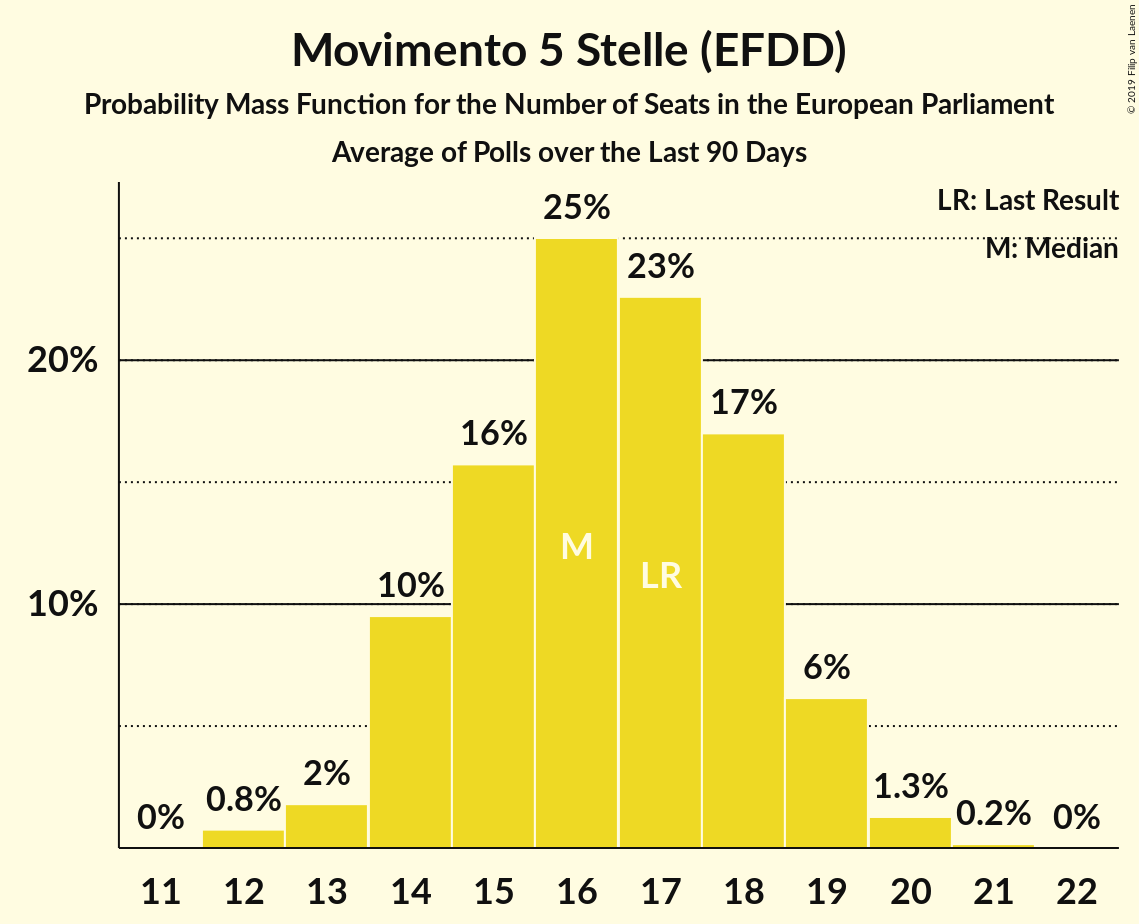 Movimento 5 Stelle (EFDD)
Probability Mass Function for the Number of Seats in the European Parliament
Average of Polls over the Last 90 Days
© 2019 Filip van Laenen
LR: Last Result
M: Median
25%
23%
20%
17%
16%
M
LR
10%
10%
6%
2%
1.3%
0.8%
0.2%
0%
0%
11 12 13 14 15 16 17 18 19 20 21 22